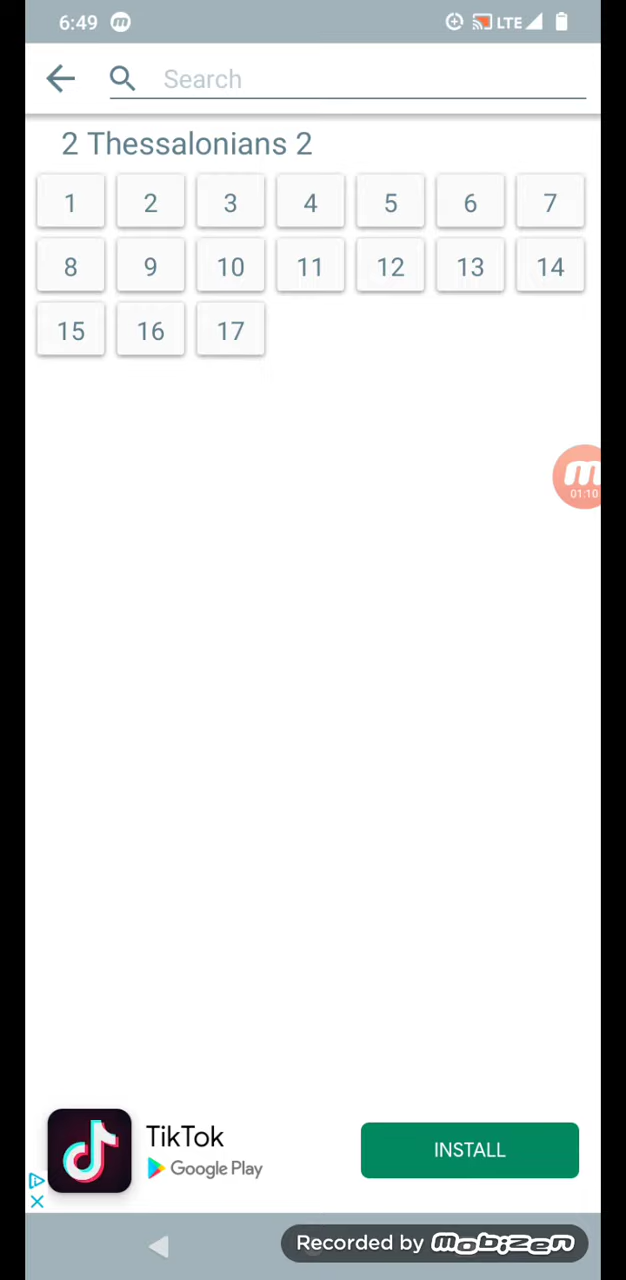 6:49 LTE
Search
2 Thessalonians 2
1 2 3 4 5 6 7
8 9 10 11 12 13 14
15 16 17
01:10
TikTok
Google Play
INSTALL
Recorded by mobizen